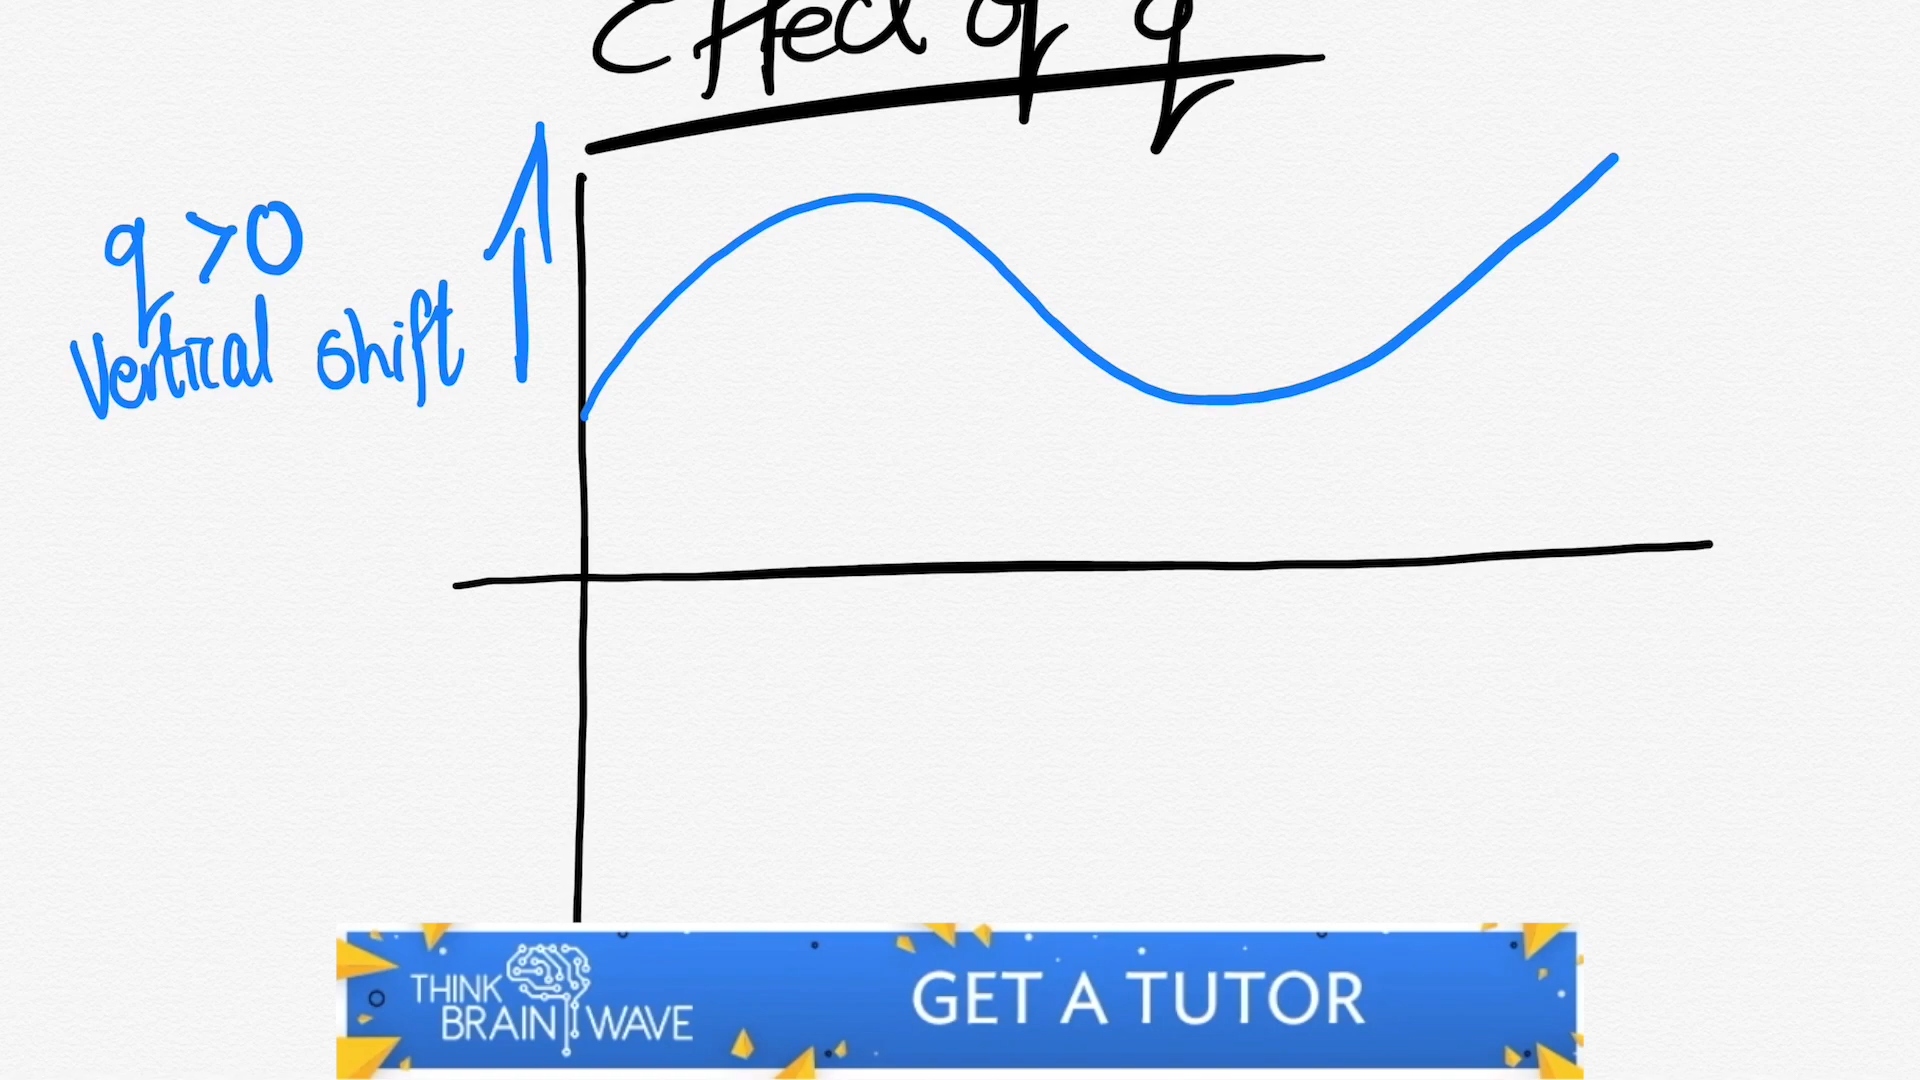 Effect of q
q >0
Vertical shift
THINK
BRAIN WAVE
GET A TUTOR